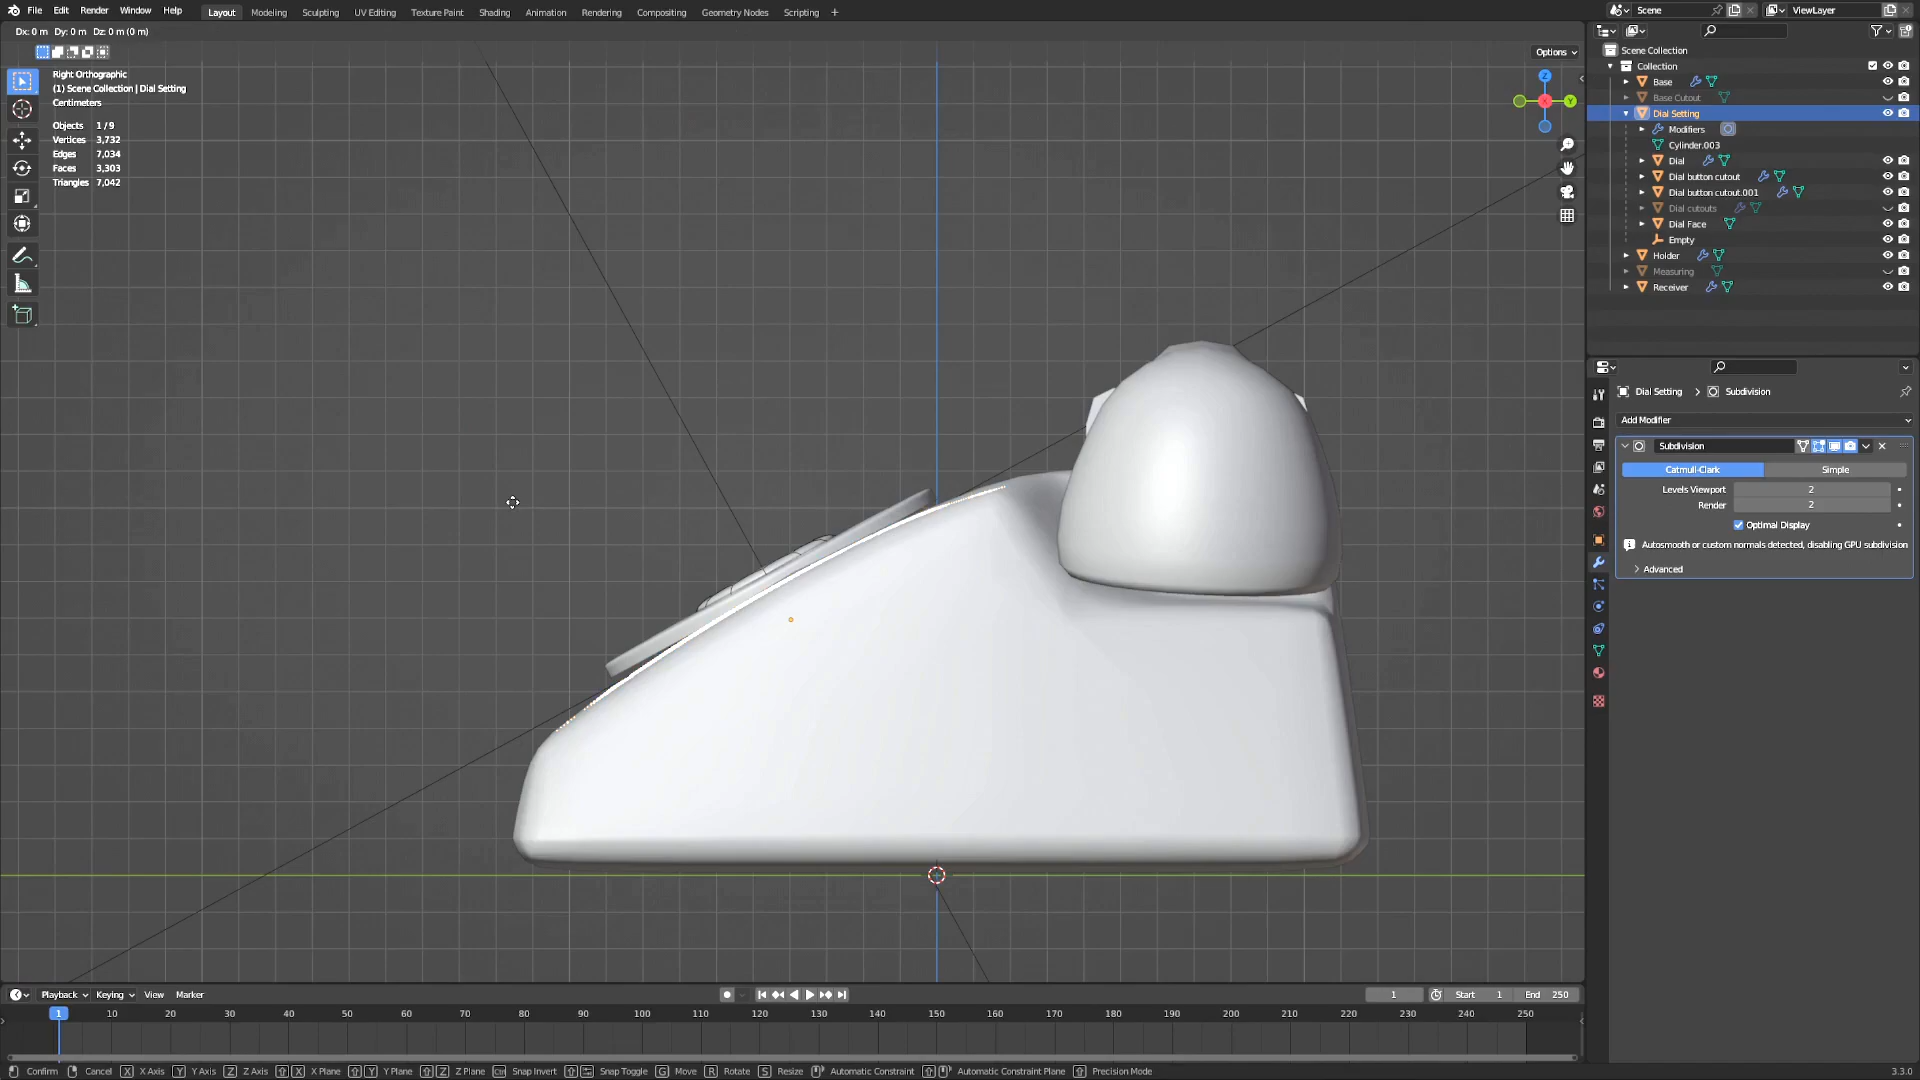 File Edit Render Window Help
Layout Modeling Sculpting UV Editing Texture Paint Shading Animation Rendering Compositing Geometry Nodes Scripting +
Scene
ViewLayer
Dx: 0 m Dy: 0 m Dz: 0 m (0 m)
Options
Right Orthographic
(1) Scene Collection | Dial Setting
Centimeters
Objects 1/9
Vertices 3,732
Edges 7,034
Faces 3,303
Triangles 7,042
Z
Y
X
Scene Collection
Collection
Base
Base Cutout
Dial Setting
Modifiers
Cylinder.003
Dial
Dial button cutout
Dial button cutout.001
Dial cutouts
Dial Face
Empty
Holder
Measuring
Receiver
Dial Setting > Subdivision
Add Modifier
Subdivision
Catmull-Clark Simple
Levels Viewport 2
Render 2
Optimal Display
Autosmooth or custom normals detected, disabling GPU subdivision
Advanced
Playback Keying View Marker
1 Start 1 End 250
1 10 20 30 40 50 60 70 80 90 100 110 120 130 140 150 160 170 180 190 200 210 220 230 240 250
Confirm Cancel X X Axis Y Y Axis Z Z Axis X X Plane Y Y Plane Z Z Plane Ctrl Snap Invert Snap Toggle G Move R Rotate S Resize Automatic Constraint Automatic Constraint Plane Precision Mode
3.3.0